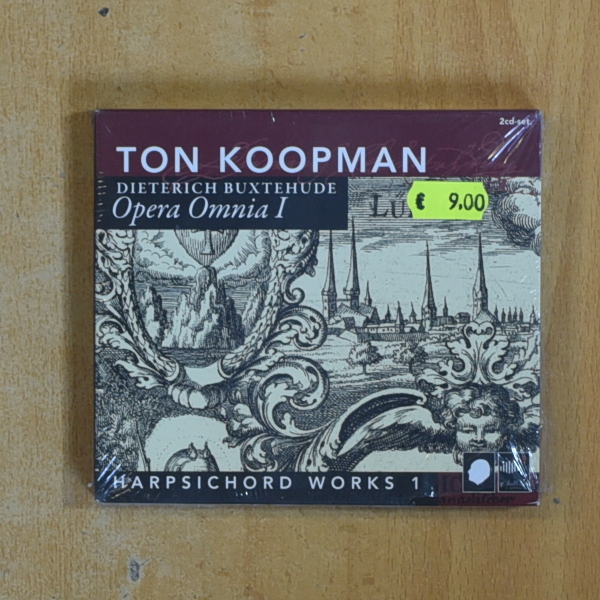 2cd-set
TON KOOPMAN
DIETERICH BUXTEHUDE
Opera Omnia I
€ 9.00
HARPSICHORD WORKS 1